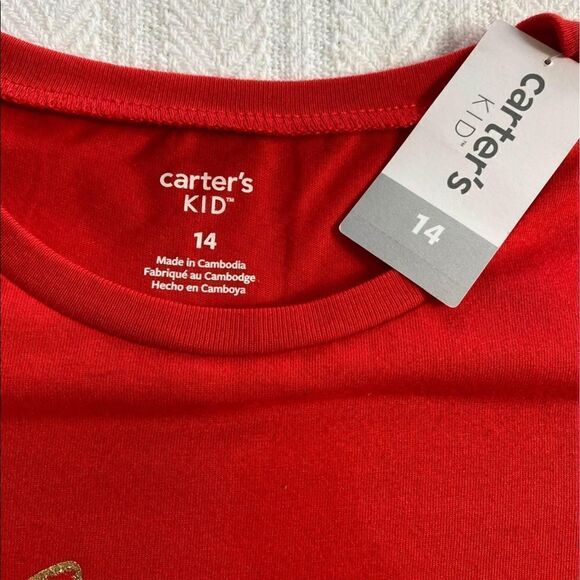 carter's
KID™
14
Made in Cambodia
Fabriqué au Cambodge
Hecho en Camboya
carter's
KID™
14